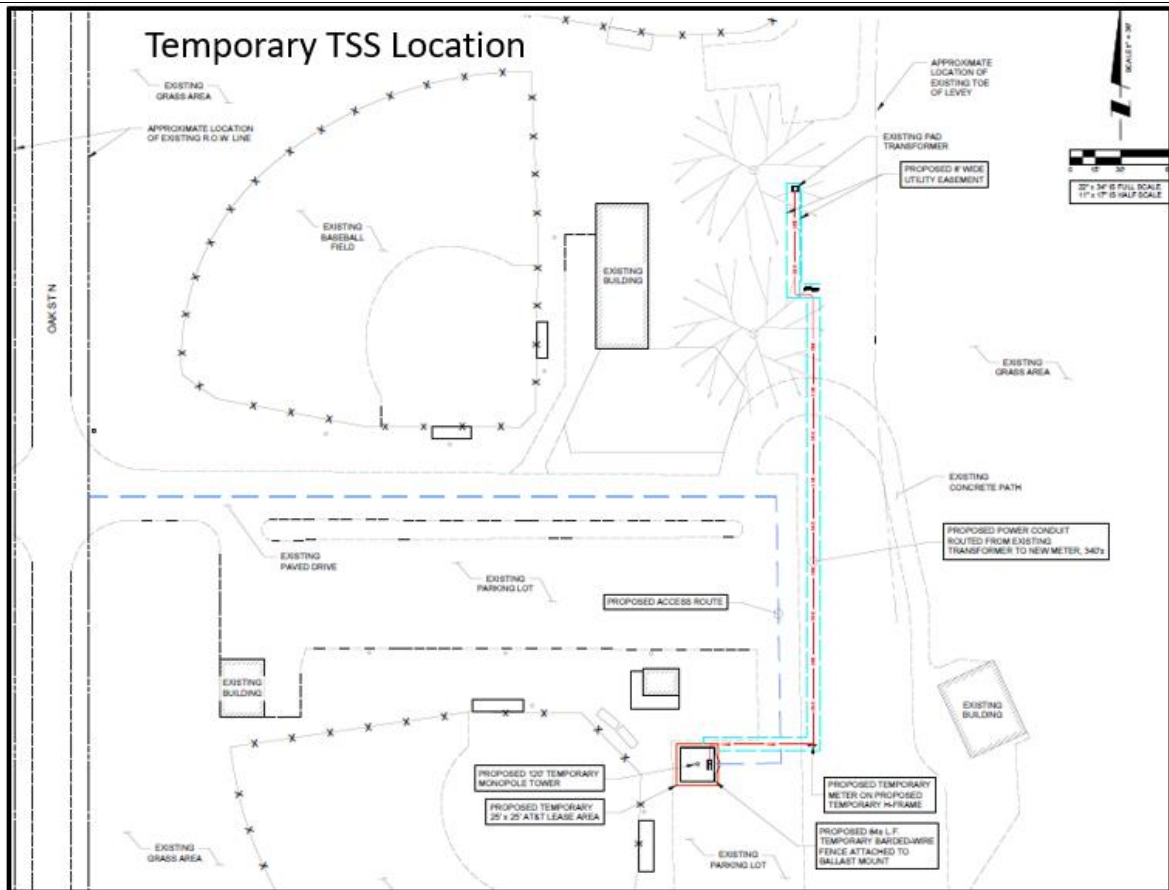 Temporary TSS Location
EXISTING
GRASS AREA
APPROXIMATE LOCATION
OF EXISTING R.O.W. LINE
APPROXIMATE
LOCATION OF
EXISTING TOE
OF LEVEY
SCALE 1" = 30'
EXISTING PAD
TRANSFORMER
PROPOSED 8' WIDE
UTILITY EASEMENT
22" x 34" IS FULL SCALE
11" x 17" IS HALF SCALE
EXISTING
BASEBALL
FIELD
EXISTING
BUILDING
OAK ST N
EXISTING
GRASS AREA
EXISTING
CONCRETE PATH
PROPOSED POWER CONDUIT
ROUTED FROM EXISTING
TRANSFORMER TO NEW METER, 340'±
EXISTING
PAVED DRIVE
EXISTING
PARKING LOT
PROPOSED ACCESS ROUTE
EXISTING
BUILDING
EXISTING
BUILDING
PROPOSED 120' TEMPORARY
MONOPOLE TOWER
PROPOSED TEMPORARY
25' x 25' AT&T LEASE AREA
PROPOSED TEMPORARY
METER ON PROPOSED
TEMPORARY H-FRAME
PROPOSED 84± L.F.
TEMPORARY BARBED-WIRE
FENCE ATTACHED TO
BALLAST MOUNT
EXISTING
GRASS AREA
EXISTING
PARKING LOT